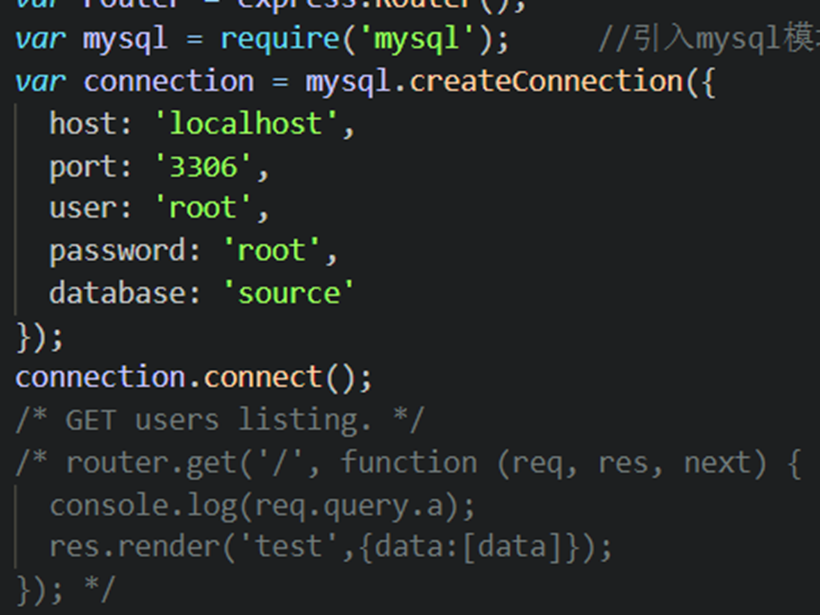 var router = express.Router();
var mysql = require('mysql');    //引入mysql模
var connection = mysql.createConnection({
  host: 'localhost',
  port: '3306',
  user: 'root',
  password: 'root',
  database: 'source'
});
connection.connect();
/* GET users listing. */
/* router.get('/', function (req, res, next) {
  console.log(req.query.a);
  res.render('test',{data:[data]});
}); */